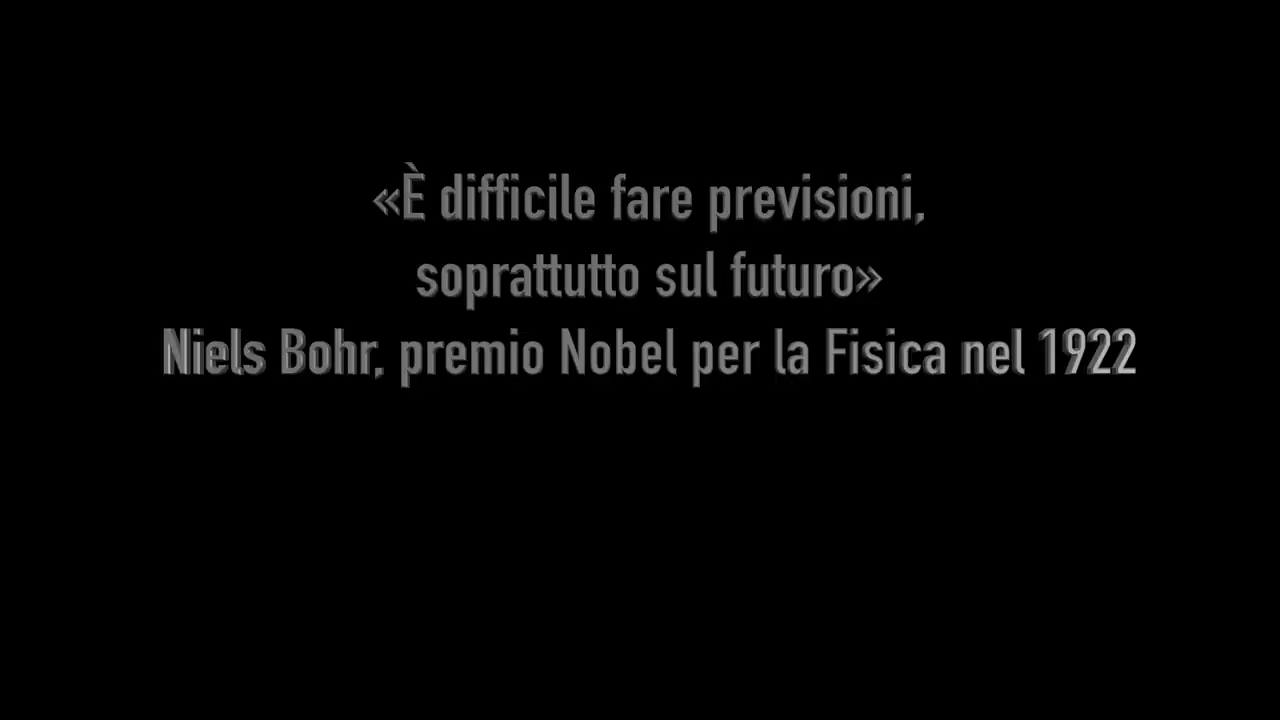 «È difficile fare previsioni,
soprattutto sul futuro»
Niels Bohr, premio Nobel per la Fisica nel 1922